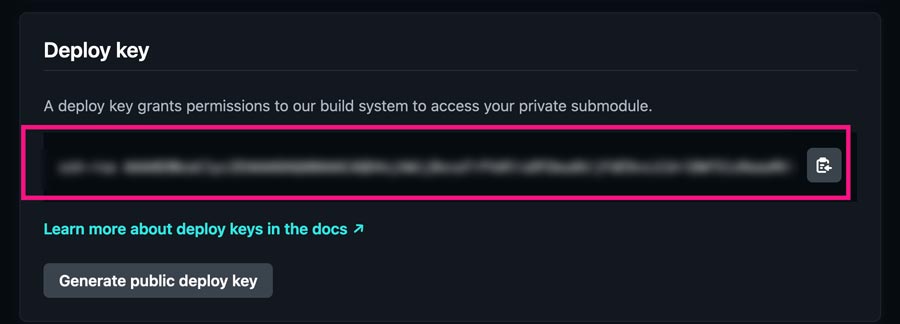 Deploy key
A deploy key grants permissions to our build system to access your private submodule.
Learn more about deploy keys in the docs ↗
Generate public deploy key